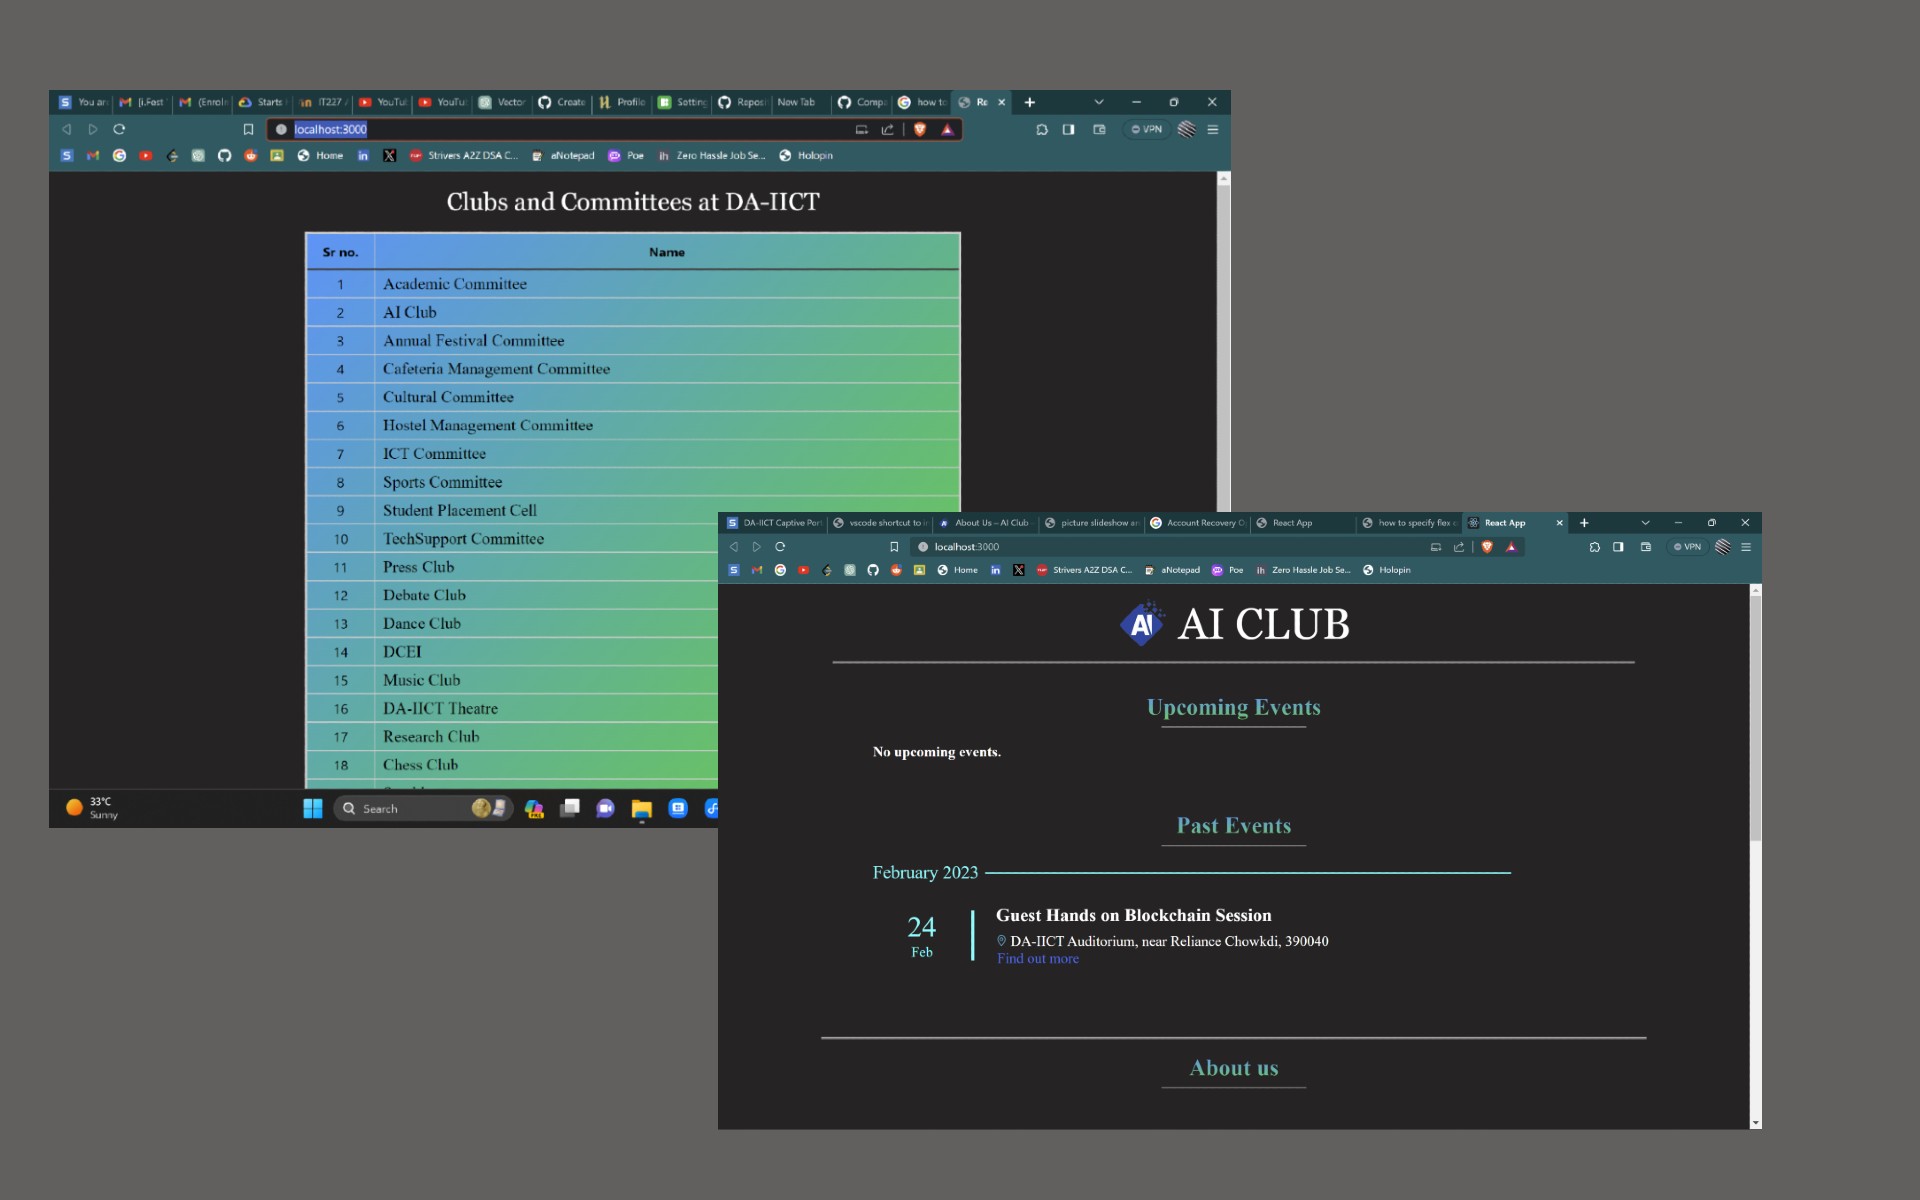 You ar
[i.Fest
(Enroln
Starts
IT227 /
YouTul
YouTu
Vector
Create
Profile
Setting
Reposi
New Tab
Compa
how to
Re
localhost:3000
VPN
Home
Strivers A2Z DSA C...
aNotepad
Poe
Zero Hassle Job Se...
Holopin
Clubs and Committees at DA-IICT
Sr no. Name
1 Academic Committee
2 AI Club
3 Annual Festival Committee
4 Cafeteria Management Committee
5 Cultural Committee
6 Hostel Management Committee
7 ICT Committee
8 Sports Committee
9 Student Placement Cell
10 TechSupport Committee
11 Press Club
12 Debate Club
13 Dance Club
14 DCEI
15 Music Club
16 DA-IICT Theatre
17 Research Club
18 Chess Club
33°C
Sunny
Search
DA-IICT Captive Port
vscode shortcut to in
About Us – AI Club
picture slideshow an
Account Recovery O
React App
how to specify flex
React App
localhost:3000
VPN
Home
Strivers A2Z DSA C...
aNotepad
Poe
Zero Hassle Job Se...
Holopin
AI AI CLUB
Upcoming Events
No upcoming events.
Past Events
February 2023
24
Feb
Guest Hands on Blockchain Session
DA-IICT Auditorium, near Reliance Chowkdi, 390040
Find out more
About us